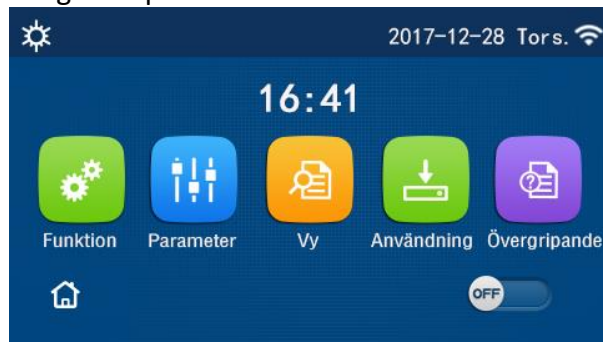 2017-12-28 Tors.
16:41
Funktion Parameter Vy Användning Övergripande
OFF